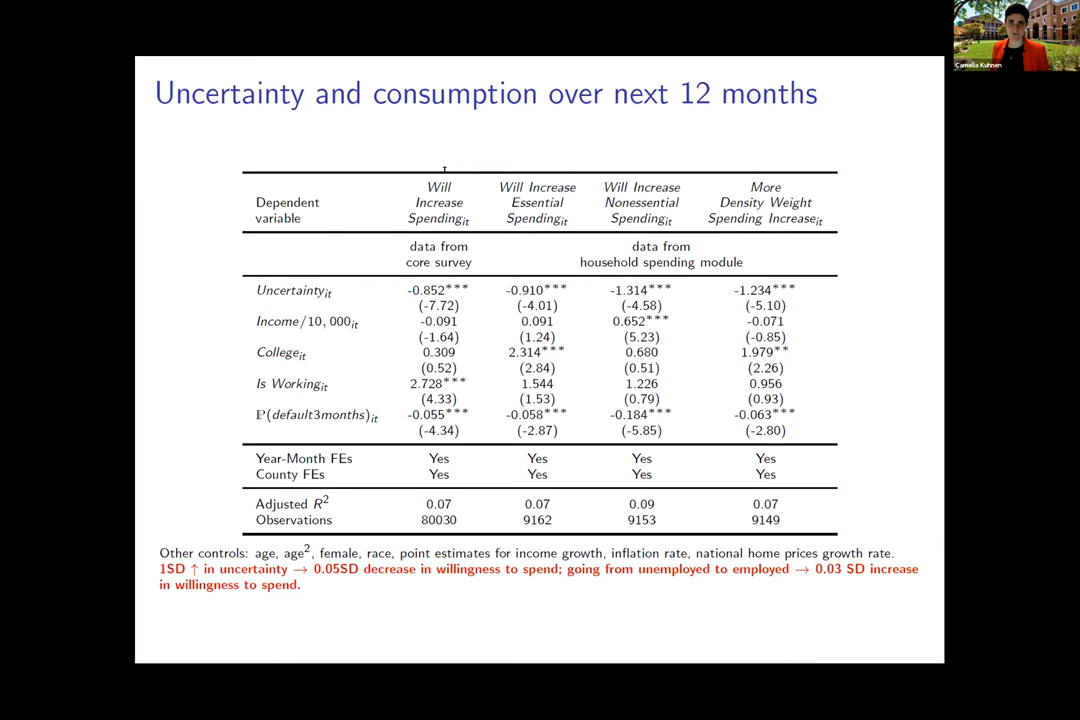 Camelia Kuhnen
Uncertainty and consumption over next 12 months
Dependent variable | Will Increase Spending_it | Will Increase Essential Spending_it | Will Increase Nonessential Spending_it | More Density Weight Spending Increase_it
data from core survey | data from household spending module
Uncertainty_it -0.852*** -0.910*** -1.314*** -1.234***
(-7.72) (-4.01) (-4.58) (-5.10)
Income/10,000_it -0.091 0.091 0.652*** -0.071
(-1.64) (1.24) (5.23) (-0.85)
College_it 0.309 2.314*** 0.680 1.979**
(0.52) (2.84) (0.51) (2.26)
Is Working_it 2.728*** 1.544 1.226 0.956
(4.33) (1.53) (0.79) (0.93)
ℙ(default3months)_it -0.055*** -0.058*** -0.184*** -0.063***
(-4.34) (-2.87) (-5.85) (-2.80)
Year-Month FEs Yes Yes Yes Yes
County FEs Yes Yes Yes Yes
Adjusted R² 0.07 0.07 0.09 0.07
Observations 80030 9162 9153 9149
Other controls: age, age², female, race, point estimates for income growth, inflation rate, national home prices growth rate.
1SD ↑ in uncertainty → 0.05SD decrease in willingness to spend; going from unemployed to employed → 0.03 SD increase
in willingness to spend.